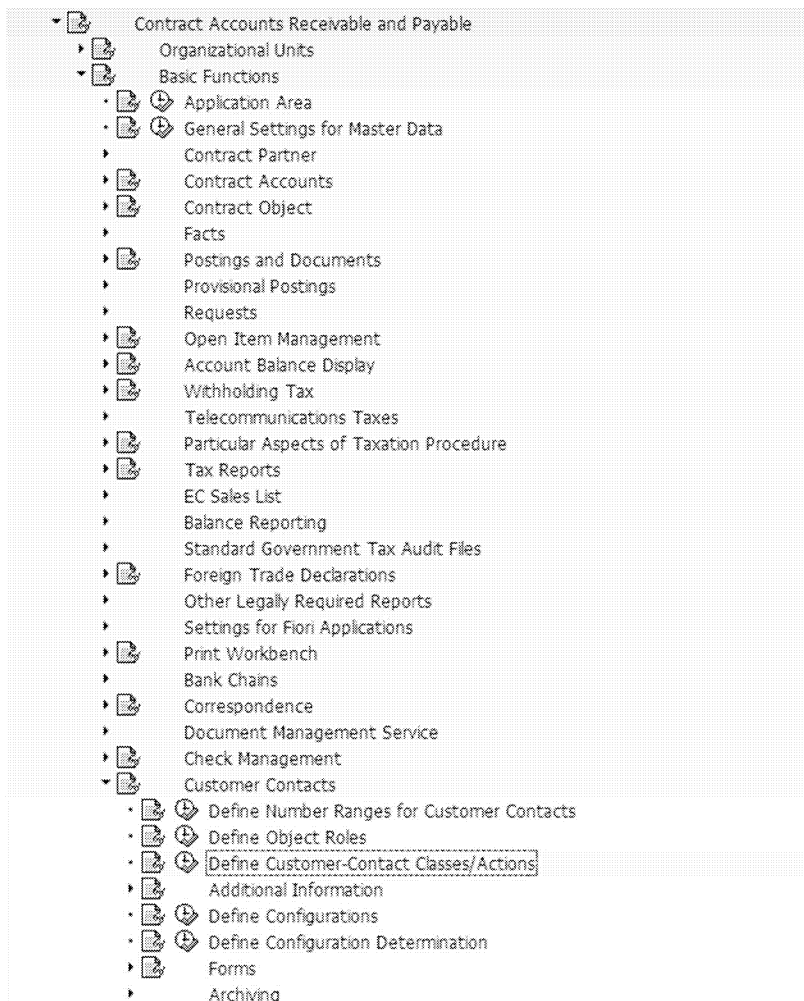 Contract Accounts Receivable and Payable
Organizational Units
Basic Functions
Application Area
General Settings for Master Data
Contract Partner
Contract Accounts
Contract Object
Facts
Postings and Documents
Provisional Postings
Requests
Open Item Management
Account Balance Display
Withholding Tax
Telecommunications Taxes
Particular Aspects of Taxation Procedure
Tax Reports
EC Sales List
Balance Reporting
Standard Government Tax Audit Files
Foreign Trade Declarations
Other Legally Required Reports
Settings for Fiori Applications
Print Workbench
Bank Chains
Correspondence
Document Management Service
Check Management
Customer Contacts
Define Number Ranges for Customer Contacts
Define Object Roles
Define Customer-Contact Classes/Actions
Additional Information
Define Configurations
Define Configuration Determination
Forms
Archiving